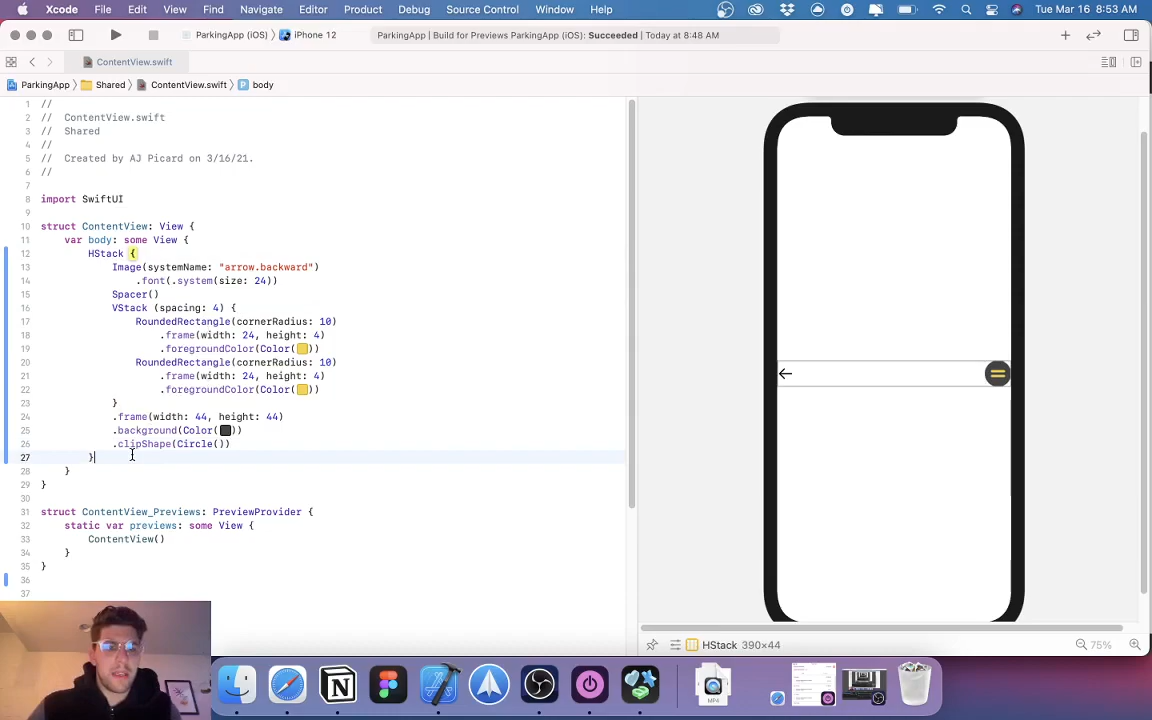 Xcode File Edit View Find Navigate Editor Product Debug Source Control Window Help Tue Mar 16 8:53 AM
ParkingApp (iOS) › iPhone 12 ParkingApp | Build for Previews ParkingApp (iOS): Succeeded | Today at 8:48 AM
ContentView.swift
ParkingApp › Shared › ContentView.swift › P body
1 //
2 // ContentView.swift
3 // Shared
4 //
5 // Created by AJ Picard on 3/16/21.
6 //
7
8 import SwiftUI
9
10 struct ContentView: View {
11 var body: some View {
12 HStack {
13 Image(systemName: "arrow.backward")
14 .font(.system(size: 24))
15 Spacer()
16 VStack (spacing: 4) {
17 RoundedRectangle(cornerRadius: 10)
18 .frame(width: 24, height: 4)
19 .foregroundColor(Color( ))
20 RoundedRectangle(cornerRadius: 10)
21 .frame(width: 24, height: 4)
22 .foregroundColor(Color( ))
23 }
24 .frame(width: 44, height: 44)
25 .background(Color( ))
26 .clipShape(Circle())
27 }
28 }
29 }
30
31 struct ContentView_Previews: PreviewProvider {
32 static var previews: some View {
33 ContentView()
34 }
35 }
36
37
HStack 390×44 75%
MP4